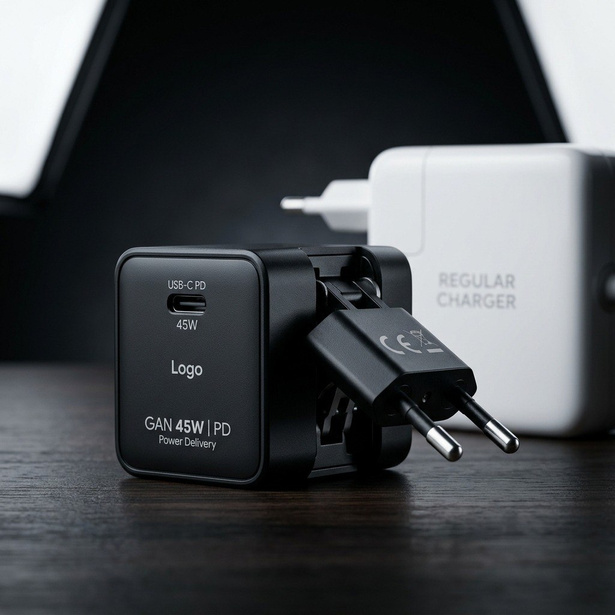 USB-C PD
45W
Logo
GAN 45W | PD
Power Delivery
CE
REGULAR
CHARGER